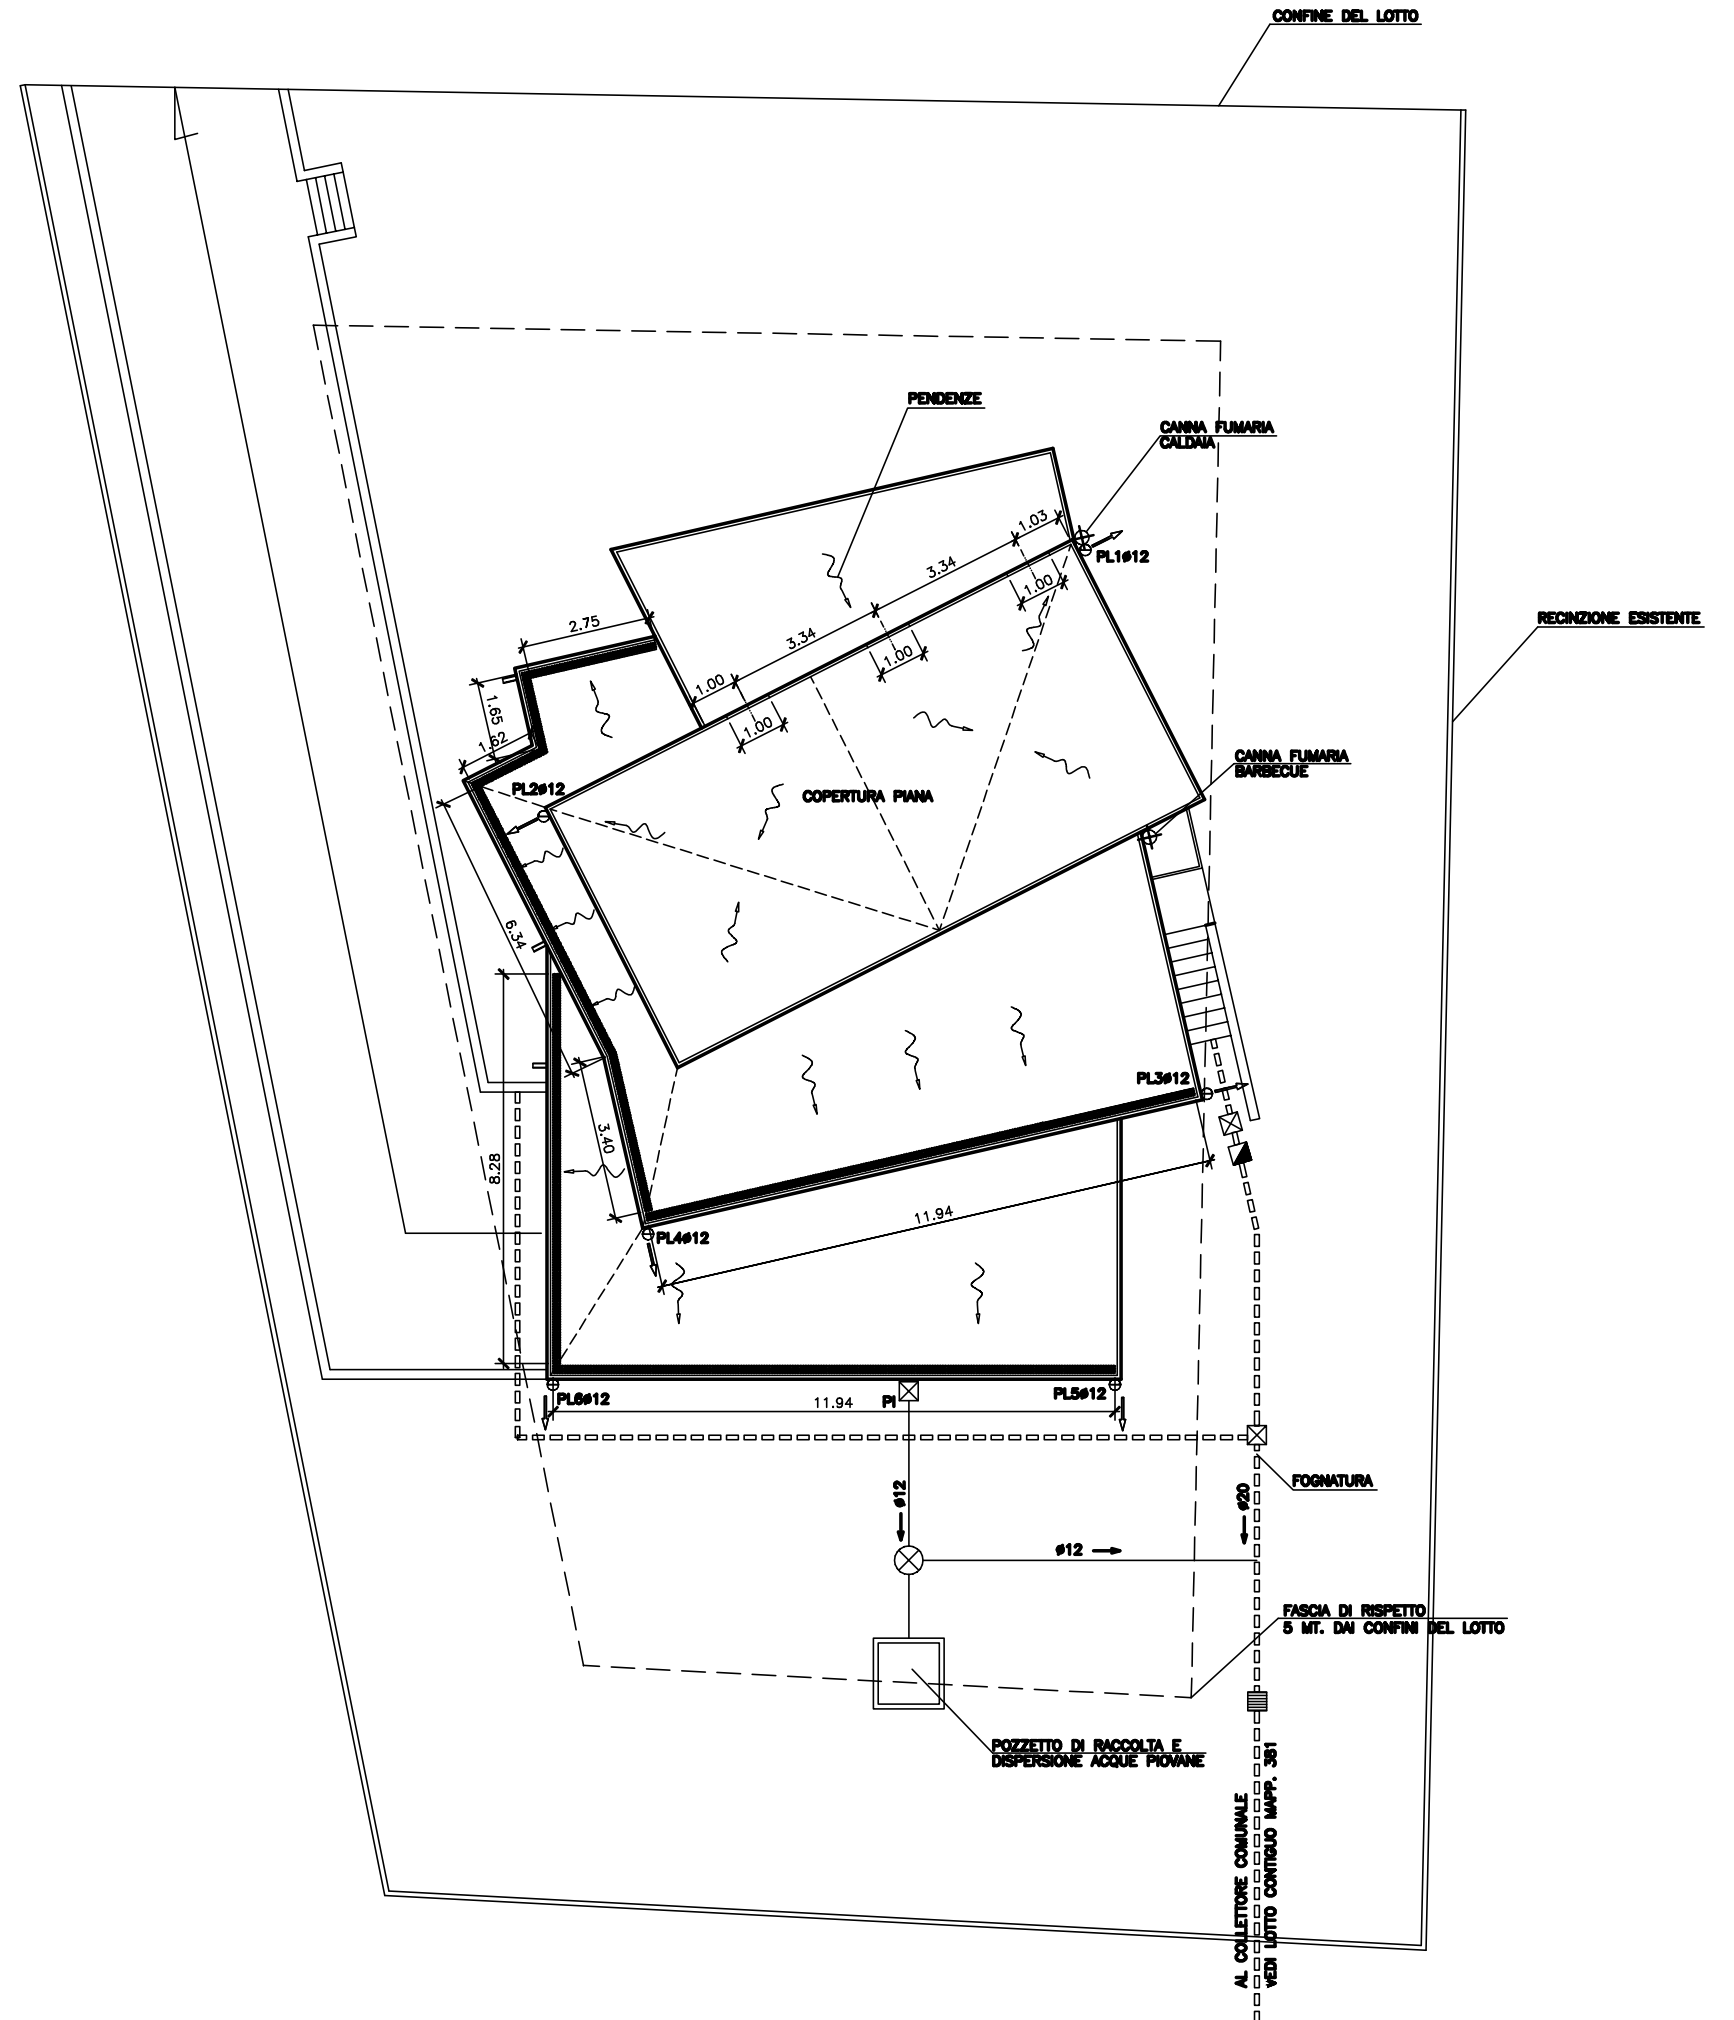 CONFINE DEL LOTTO
PENDENZE
CANNA FUMARIA
CALDAIA
1.03
PL1ø12
3.34
1.00
RECINZIONE ESISTENTE
2.75
3.34
1.00
1.00
1.65
1.00
1.62
CANNA FUMARIA
BARBECUE
PL2ø12
COPERTURA PIANA
6.34
PL3ø12
3.40
8.28
11.94
PL4ø12
PL6ø12
11.94
PI
PL5ø12
FOGNATURA
ø12
ø20
ø12
FASCIA DI RISPETTO
5 MT. DAI CONFINI DEL LOTTO
POZZETTO DI RACCOLTA E
DISPERSIONE ACQUE PIOVANE
AL COLLETTORE COMUNALE
VEDI LOTTO CONTIGUO MAPP. 381